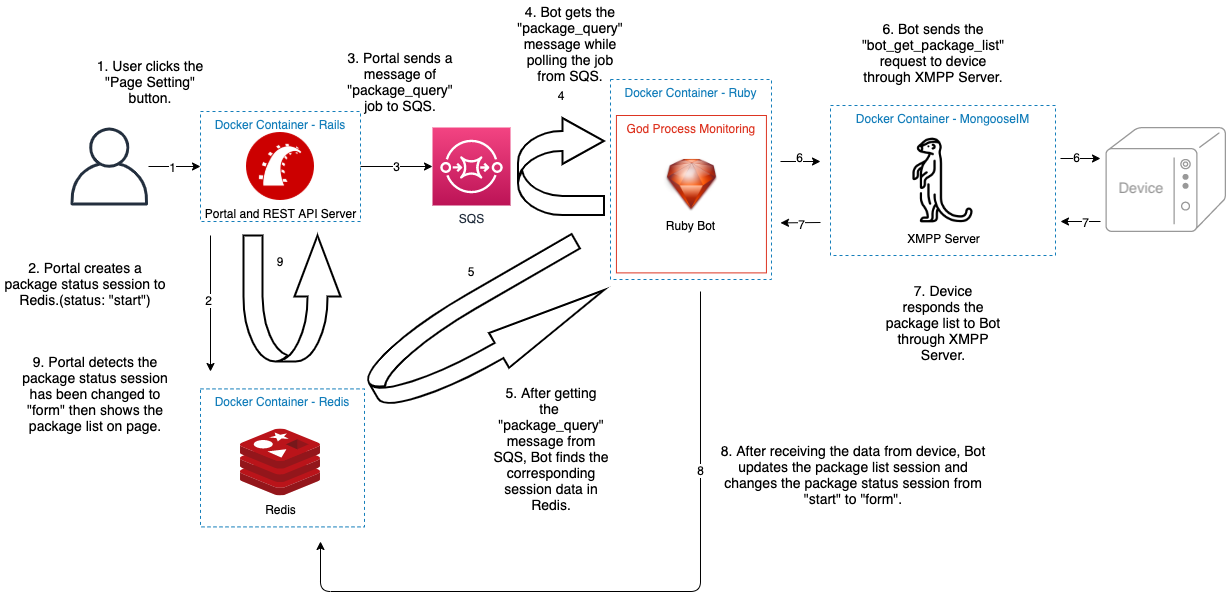 1. User clicks the
"Page Setting"
button.
3. Portal sends a
message of
"package_query"
job to SQS.
4. Bot gets the
"package_query"
message while
polling the job
from SQS.
4
6. Bot sends the
"bot_get_package_list"
request to device
through XMPP Server.
Docker Container - Rails
Portal and REST API Server
1
3
SQS
Docker Container - Ruby
God Process Monitoring
Ruby Bot
6
7
Docker Container - MongooseIM
XMPP Server
6
7
Device
2. Portal creates a
package status session to
Redis.(status: "start")
2
9
5
7. Device
responds the
package list to Bot
through XMPP
Server.
9. Portal detects the
package status session
has been changed to
"form" then shows the
package list on page.
Docker Container - Redis
Redis
5. After getting
the
"package_query"
message from
SQS, Bot finds the
corresponding
session data in
Redis.
8
8. After receiving the data from device, Bot
updates the package list session and
changes the package status session from
"start" to "form".